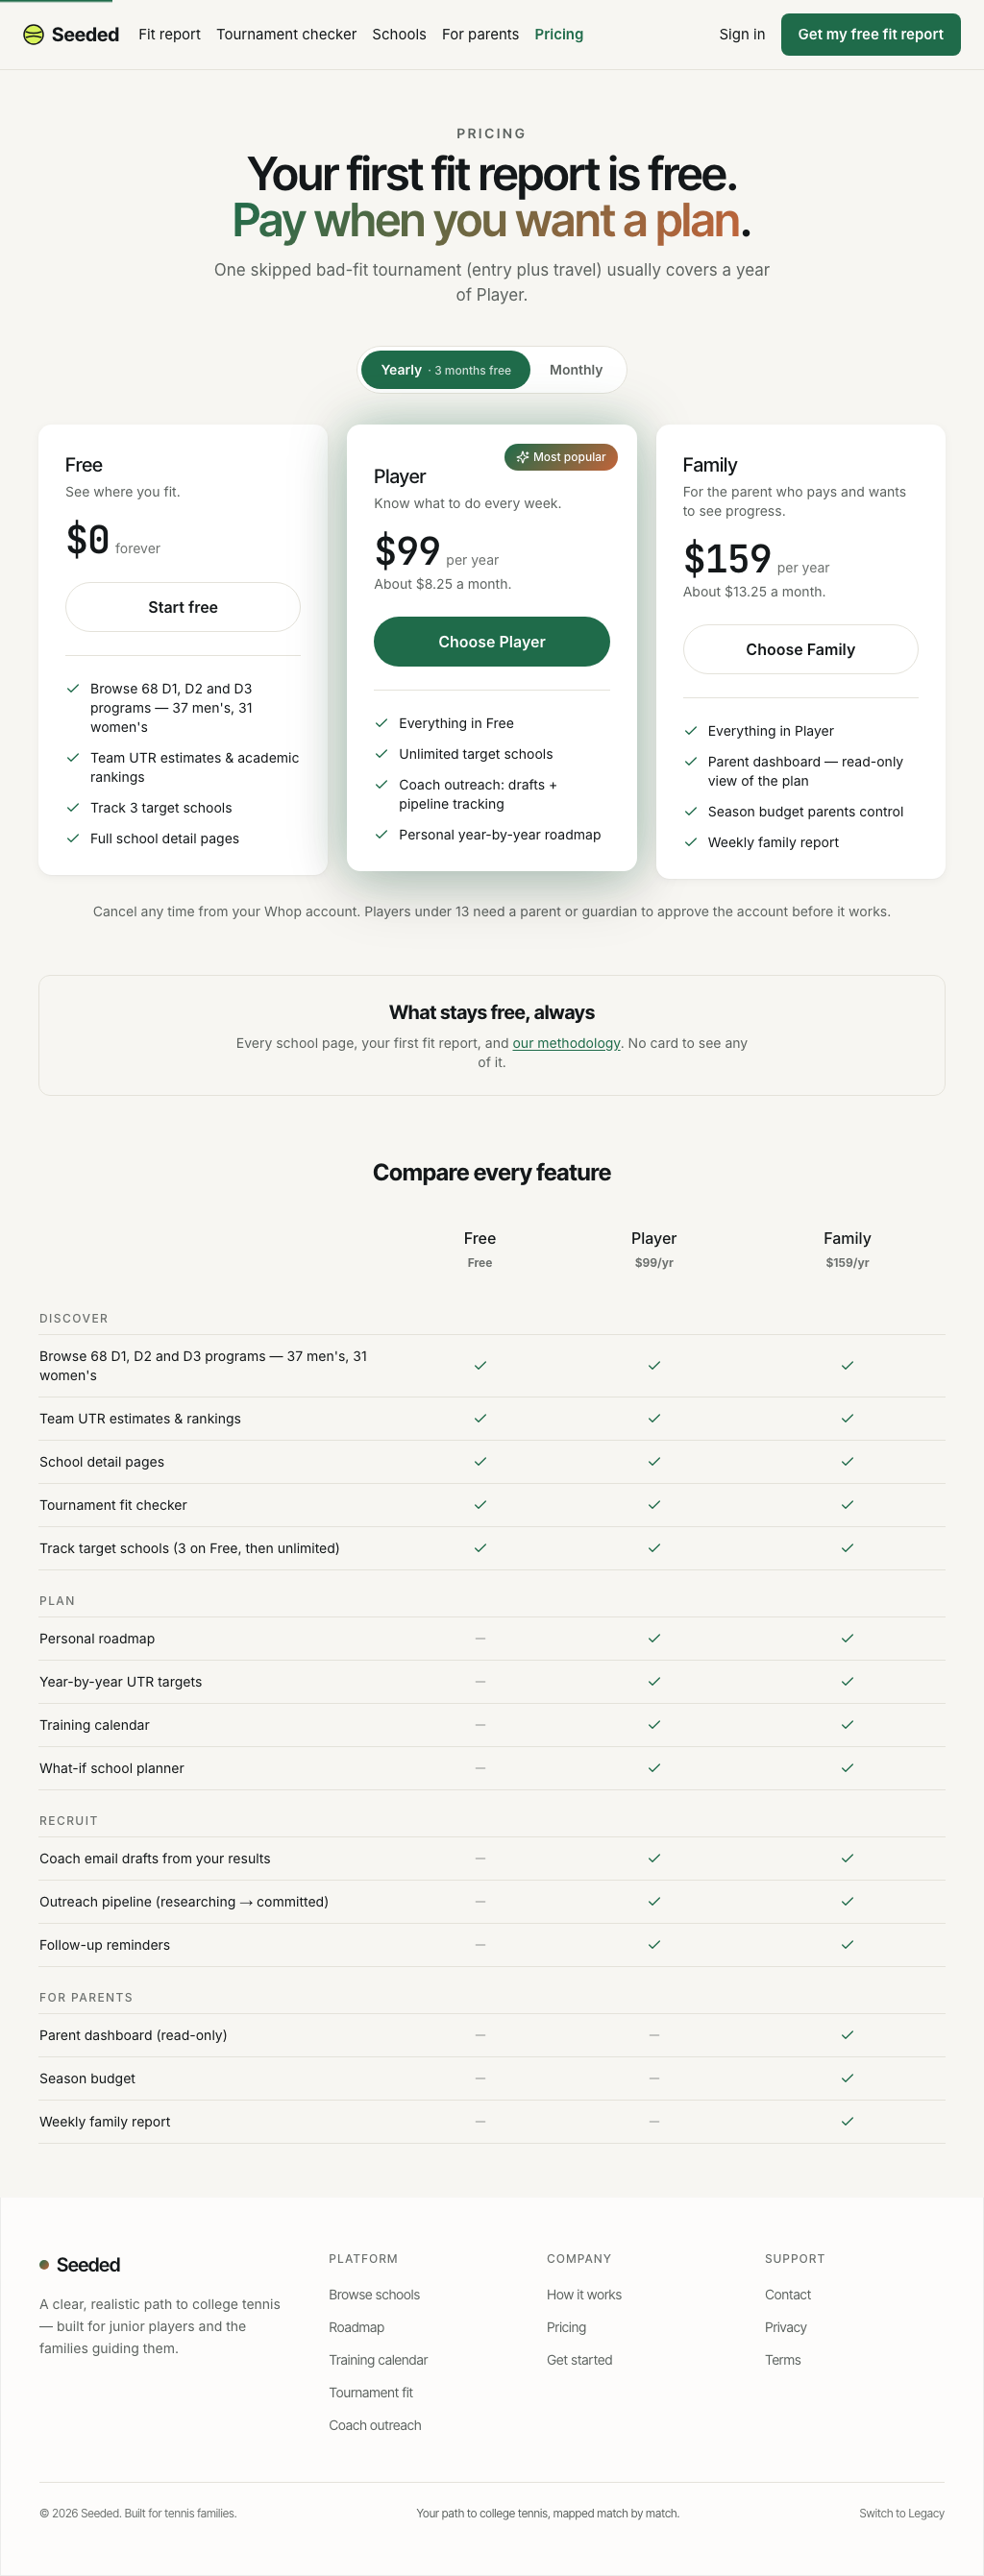 Seeded
Fit report
Tournament checker
Schools
For parents
Pricing
Sign in
Get my free fit report
PRICING
Your first fit report is free.
Pay when you want a plan.
One skipped bad-fit tournament (entry plus travel) usually covers a year
of Player.
Yearly · 3 months free
Monthly
Free
See where you fit.
$0 forever
Start free
Browse 68 D1, D2 and D3
programs — 37 men's, 31
women's
Team UTR estimates & academic
rankings
Track 3 target schools
Full school detail pages
Most popular
Player
Know what to do every week.
$99 per year
About $8.25 a month.
Choose Player
Everything in Free
Unlimited target schools
Coach outreach: drafts +
pipeline tracking
Personal year-by-year roadmap
Family
For the parent who pays and wants
to see progress.
$159 per year
About $13.25 a month.
Choose Family
Everything in Player
Parent dashboard — read-only
view of the plan
Season budget parents control
Weekly family report
Cancel any time from your Whop account. Players under 13 need a parent or guardian to approve the account before it works.
What stays free, always
Every school page, your first fit report, and our methodology. No card to see any
of it.
Compare every feature
Free
Player
Family
Free
$99/yr
$159/yr
DISCOVER
Browse 68 D1, D2 and D3 programs — 37 men's, 31
women's
Team UTR estimates & rankings
School detail pages
Tournament fit checker
Track target schools (3 on Free, then unlimited)
PLAN
Personal roadmap
Year-by-year UTR targets
Training calendar
What-if school planner
RECRUIT
Coach email drafts from your results
Outreach pipeline (researching → committed)
Follow-up reminders
FOR PARENTS
Parent dashboard (read-only)
Season budget
Weekly family report
Seeded
A clear, realistic path to college tennis
— built for junior players and the
families guiding them.
PLATFORM
Browse schools
Roadmap
Training calendar
Tournament fit
Coach outreach
COMPANY
How it works
Pricing
Get started
SUPPORT
Contact
Privacy
Terms
© 2026 Seeded. Built for tennis families.
Your path to college tennis, mapped match by match.
Switch to Legacy